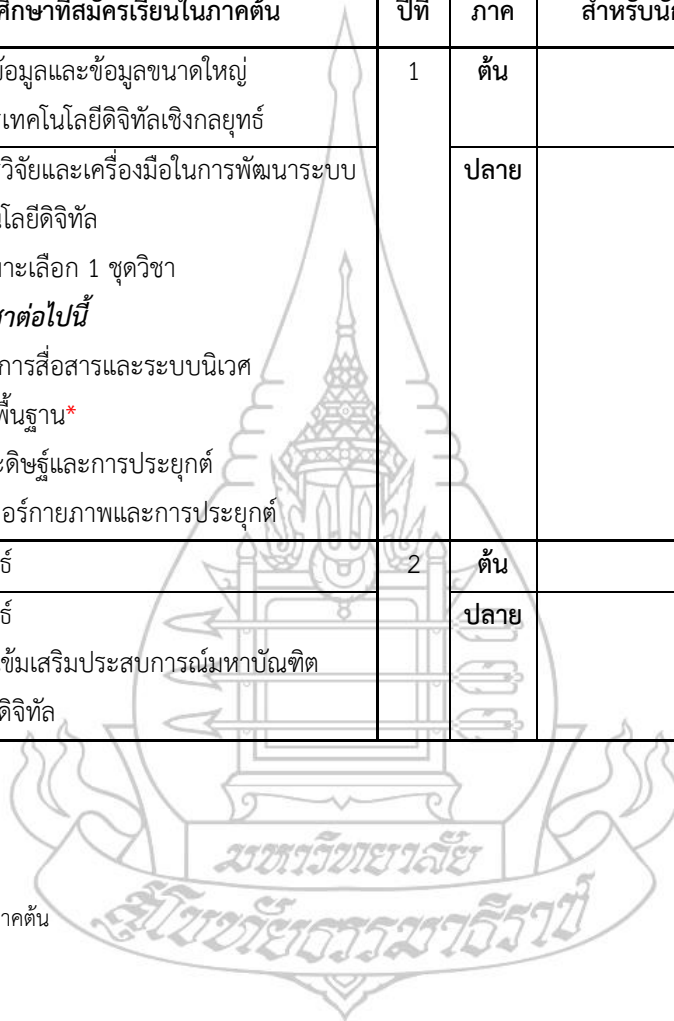 ศึกษาที่สมัครเรียนในภาคต้น ปีที่ ภาค สำหรับนัก
ข้อมูลและข้อมูลขนาดใหญ่ 1 ต้น
รเทคโนโลยีดิจิทัลเชิงกลยุทธ์
รวิจัยและเครื่องมือในการพัฒนาระบบ ปลาย
นโลยีดิจิทัล
พาะเลือก 1 ชุดวิชา
าต่อไปนี้
การสื่อสารและระบบนิเวศ
พื้นฐาน*
ะดิษฐ์และการประยุกต์
อร์กายภาพและการประยุกต์
ธ์ 2 ต้น
ธ์ ปลาย
เข้มเสริมประสบการณ์มหาบัณฑิต
ดิจิทัล
มหาวิทยาลัย
สุโขทัยธรรมาธิราช
าคต้น